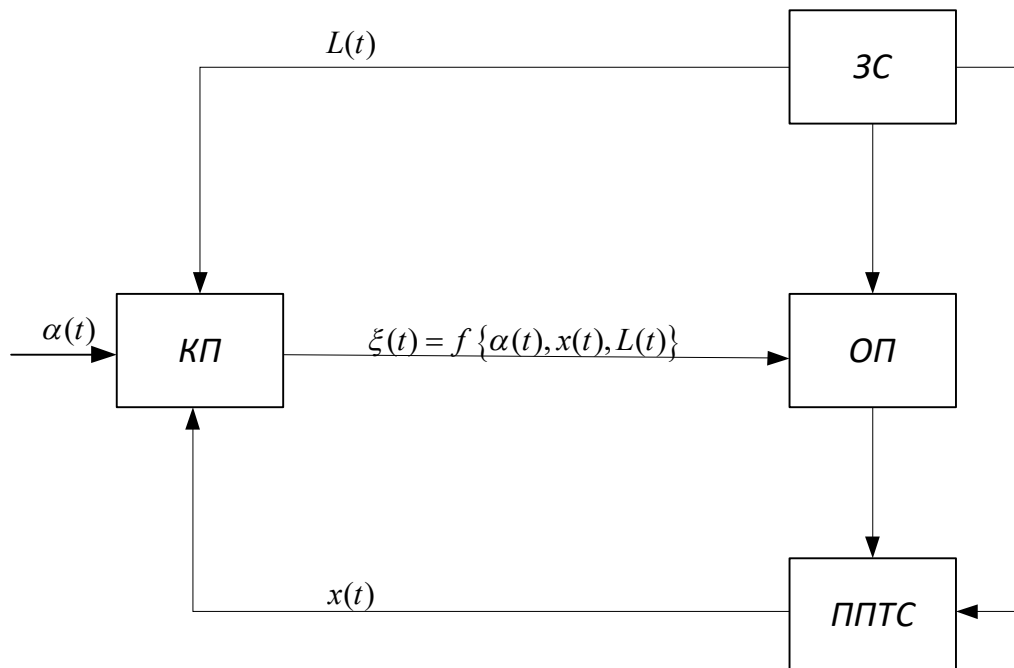 L(t)
ЗС
α(t)
КП
ξ(t) = f {α(t), x(t), L(t)}
ОП
x(t)
ППТС